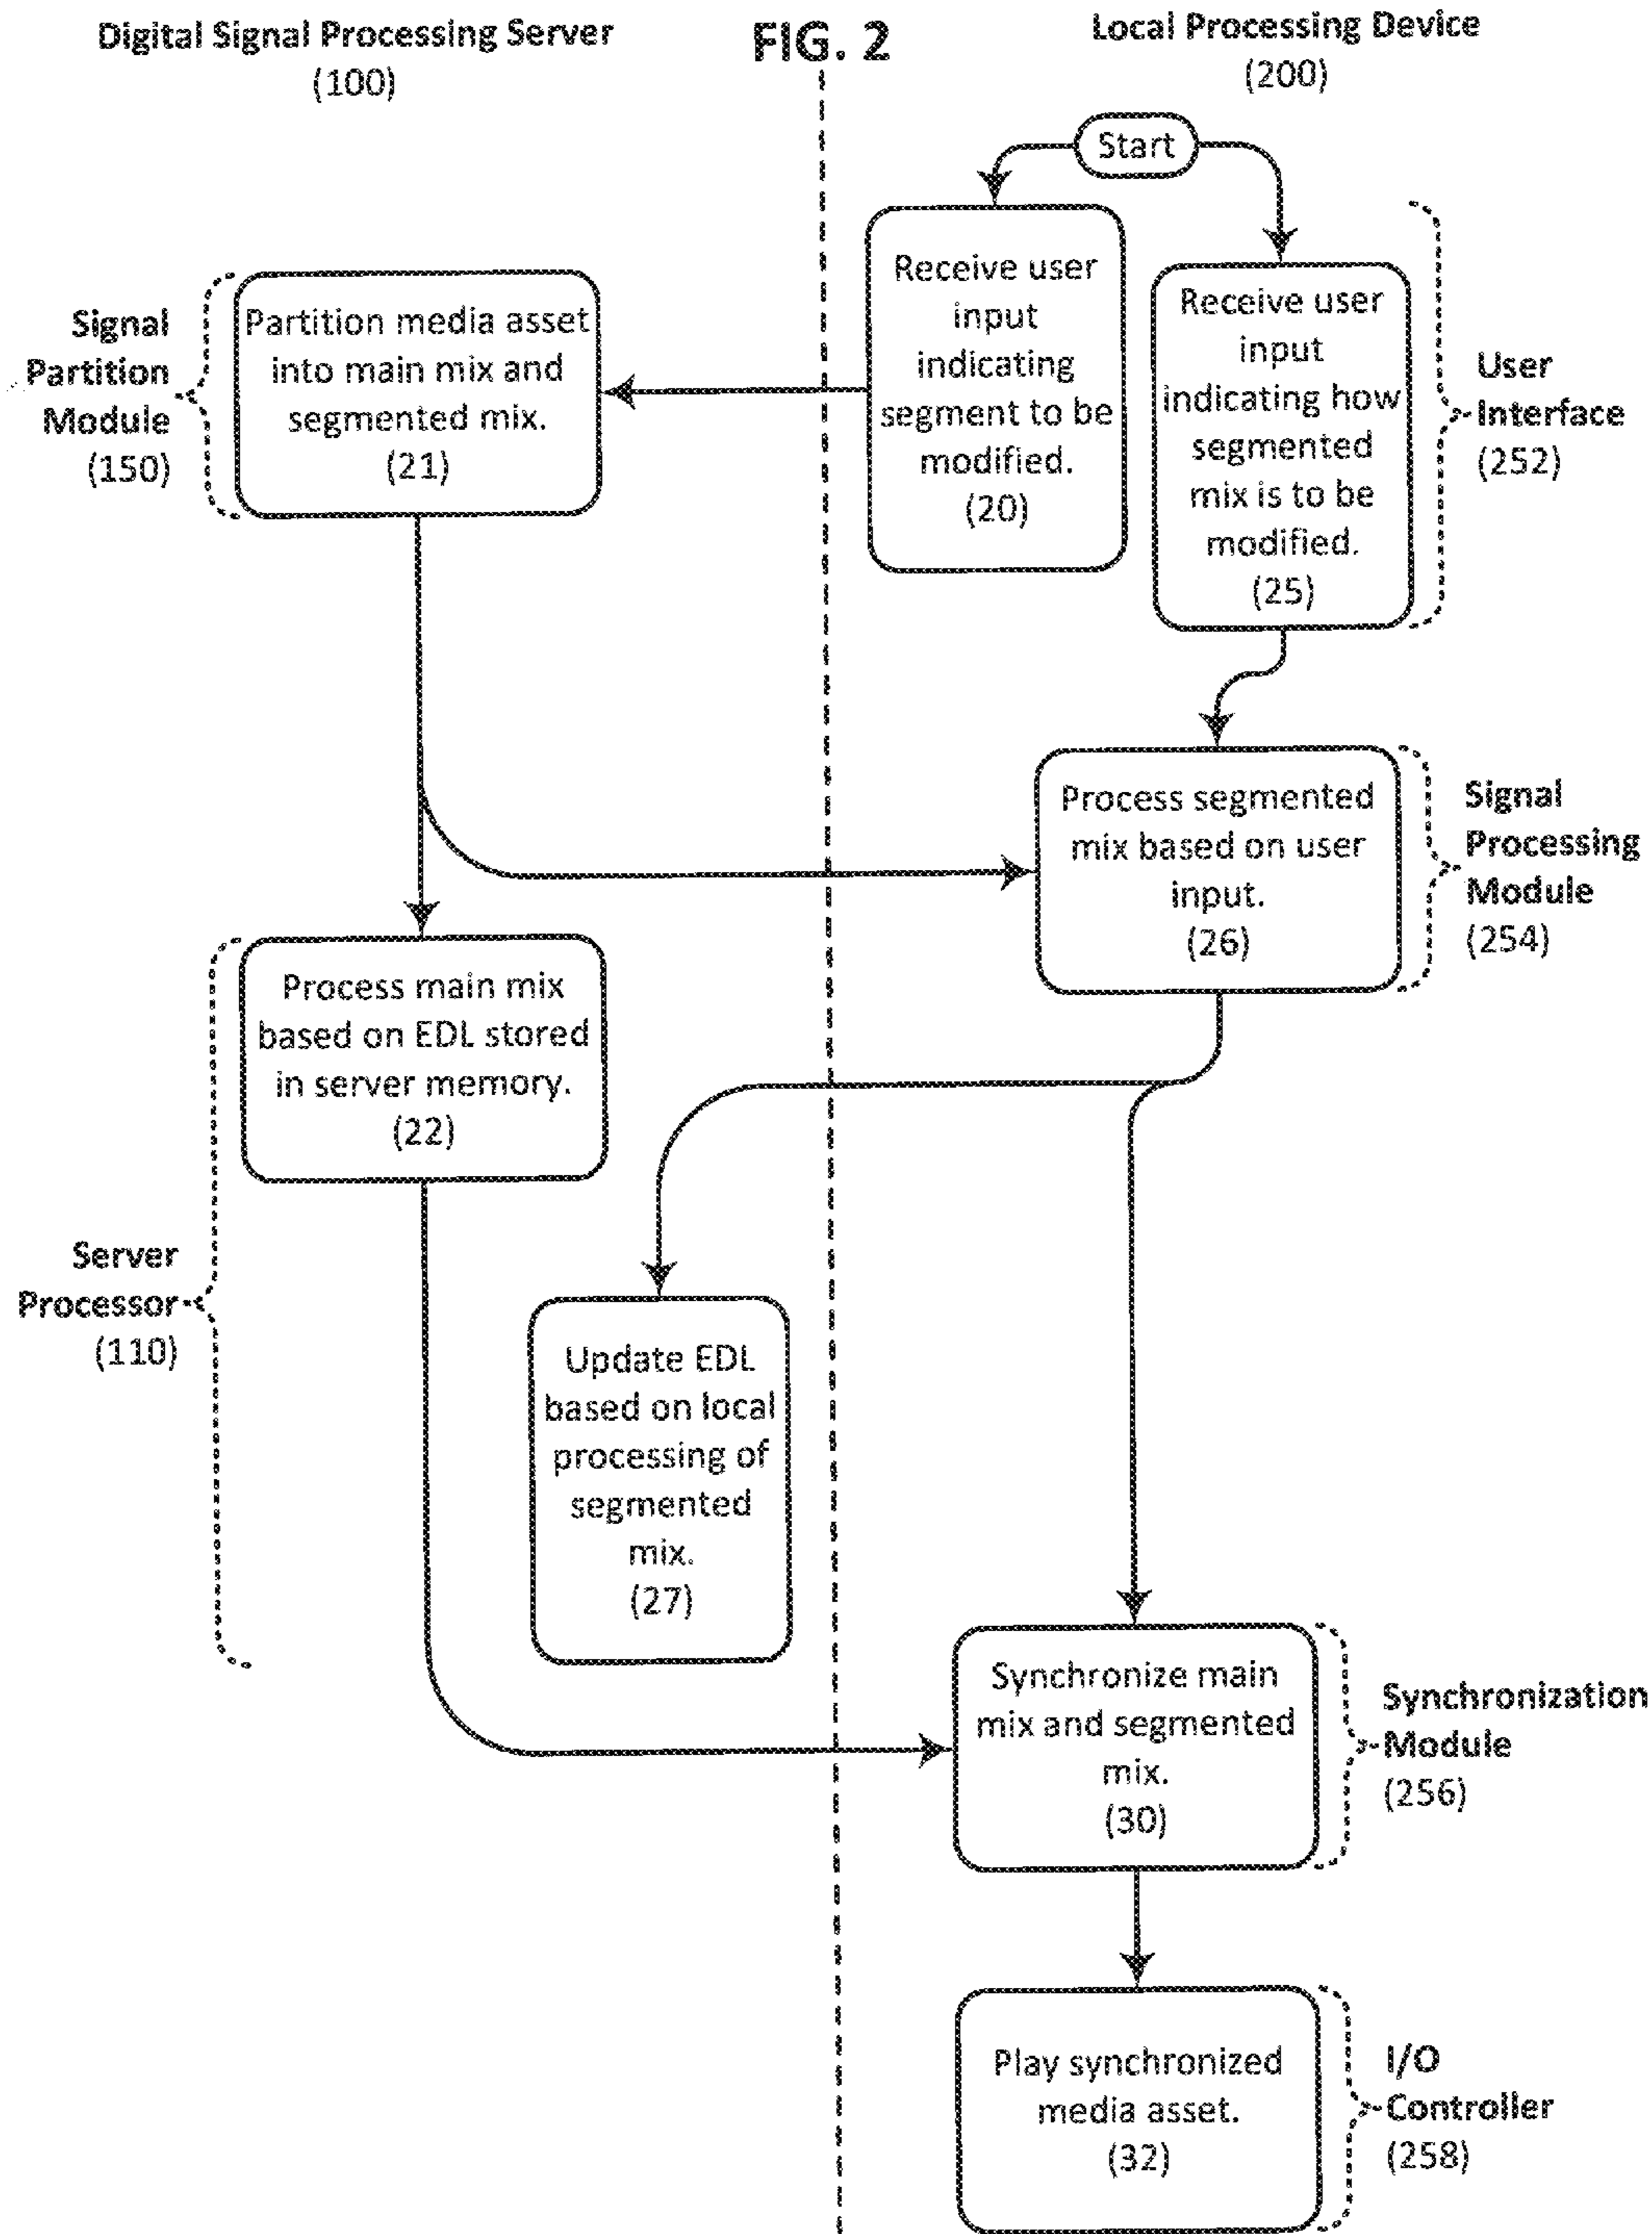 FIG. 2
Digital Signal Processing Server
(100)
Local Processing Device
(200)
Start
Receive user
input
indicating
segment to be
modified.
(20)
Receive user
input
indicating how
segmented
mix is to be
modified.
(25)
User
Interface
(252)
Signal
Partition
Module
(150)
Partition media asset
into main mix and
segmented mix.
(21)
Process segmented
mix based on user
input.
(26)
Signal
Processing
Module
(254)
Process main mix
based on EDL stored
in server memory.
(22)
Server
Processor
(110)
Update EDL
based on local
processing of
segmented
mix.
(27)
Synchronize main
mix and segmented
mix.
(30)
Synchronization
Module
(256)
Play synchronized
media asset.
(32)
I/O
Controller
(258)